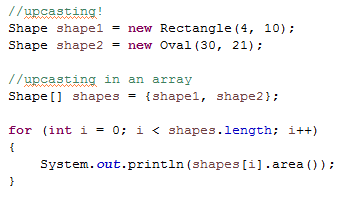 //upcasting!
Shape shape1 = new Rectangle(4, 10);
Shape shape2 = new Oval(30, 21);
//upcasting in an array
Shape[] shapes = {shape1, shape2};
for (int i = 0; i < shapes.length; i++)
{
System.out.println(shapes[i].area());
}